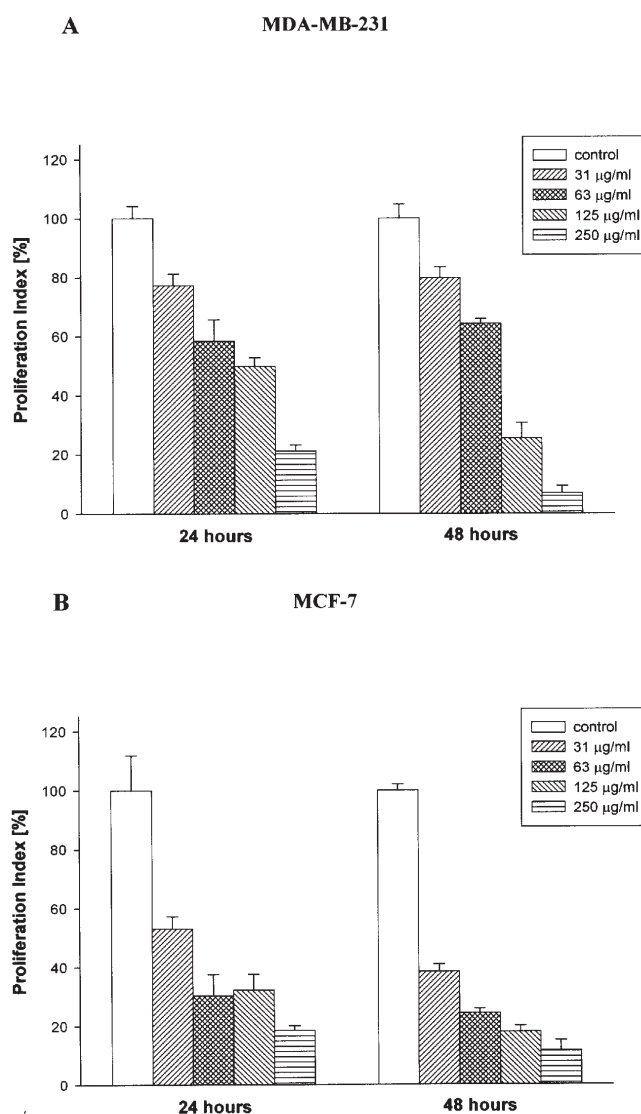 A
MDA-MB-231
120
100
80
60
40
20
0
Proliferation Index [%]
control
31 µg/ml
63 µg/ml
125 µg/ml
250 µg/ml
24 hours
48 hours
B
MCF-7
120
100
80
60
40
20
0
Proliferation Index [%]
control
31 µg/ml
63 µg/ml
125 µg/ml
250 µg/ml
24 hours
48 hours